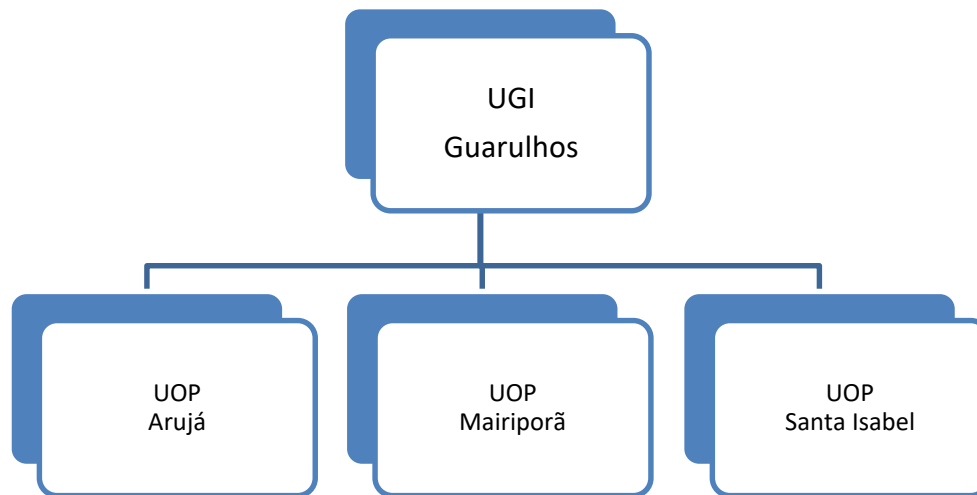 UGI
Guarulhos
UOP
Arujá
UOP
Mairiporã
UOP
Santa Isabel